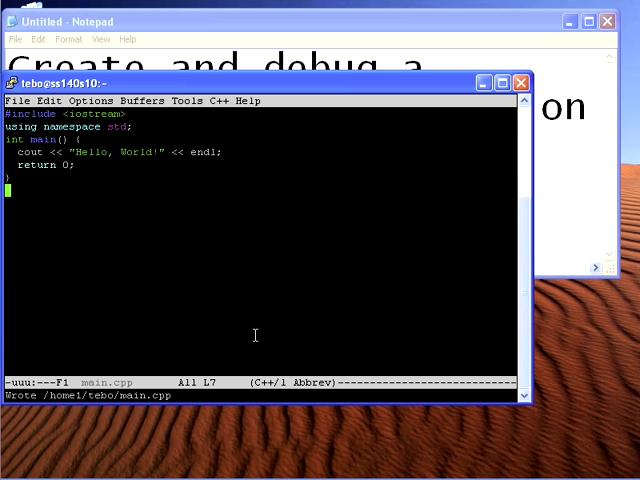 Untitled - Notepad
File Edit Format View Help
Create and debug a
on
tebo@ss140s10:~
File Edit Options Buffers Tools C++ Help
#include <iostream>
using namespace std;
int main() {
cout << "Hello, World!" << endl;
return 0;
}
-uuu:---F1 main.cpp All L7 (C++/l Abbrev)--------------------------
Wrote /home1/tebo/main.cpp